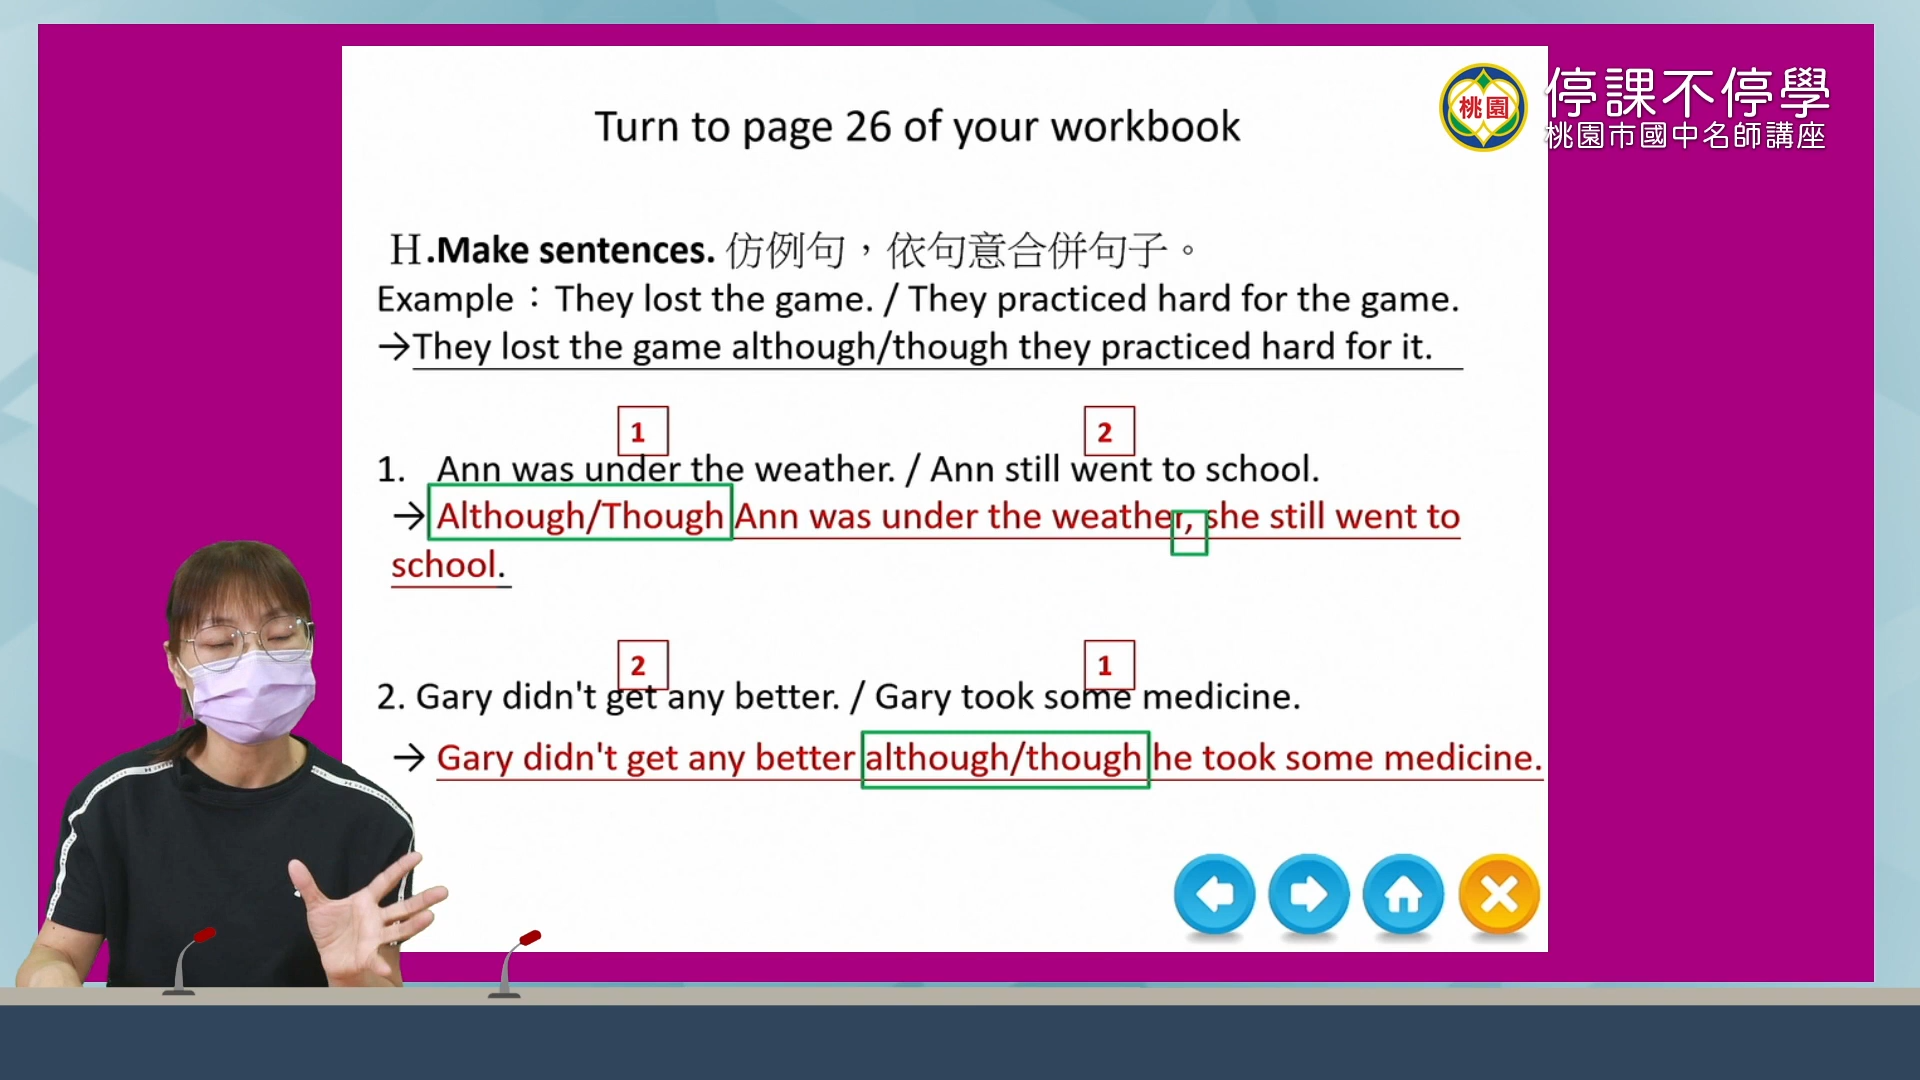 桃園
停課不停學
桃園市國中名師講座
Turn to page 26 of your workbook
H.Make sentences. 仿例句，依句意合併句子。
Example：They lost the game. / They practiced hard for the game.
→They lost the game although/though they practiced hard for it.
1 2
1. Ann was under the weather. / Ann still went to school.
→ Although/Though Ann was under the weather, she still went to
school.
2 1
2. Gary didn't get any better. / Gary took some medicine.
→ Gary didn't get any better although/though he took some medicine.